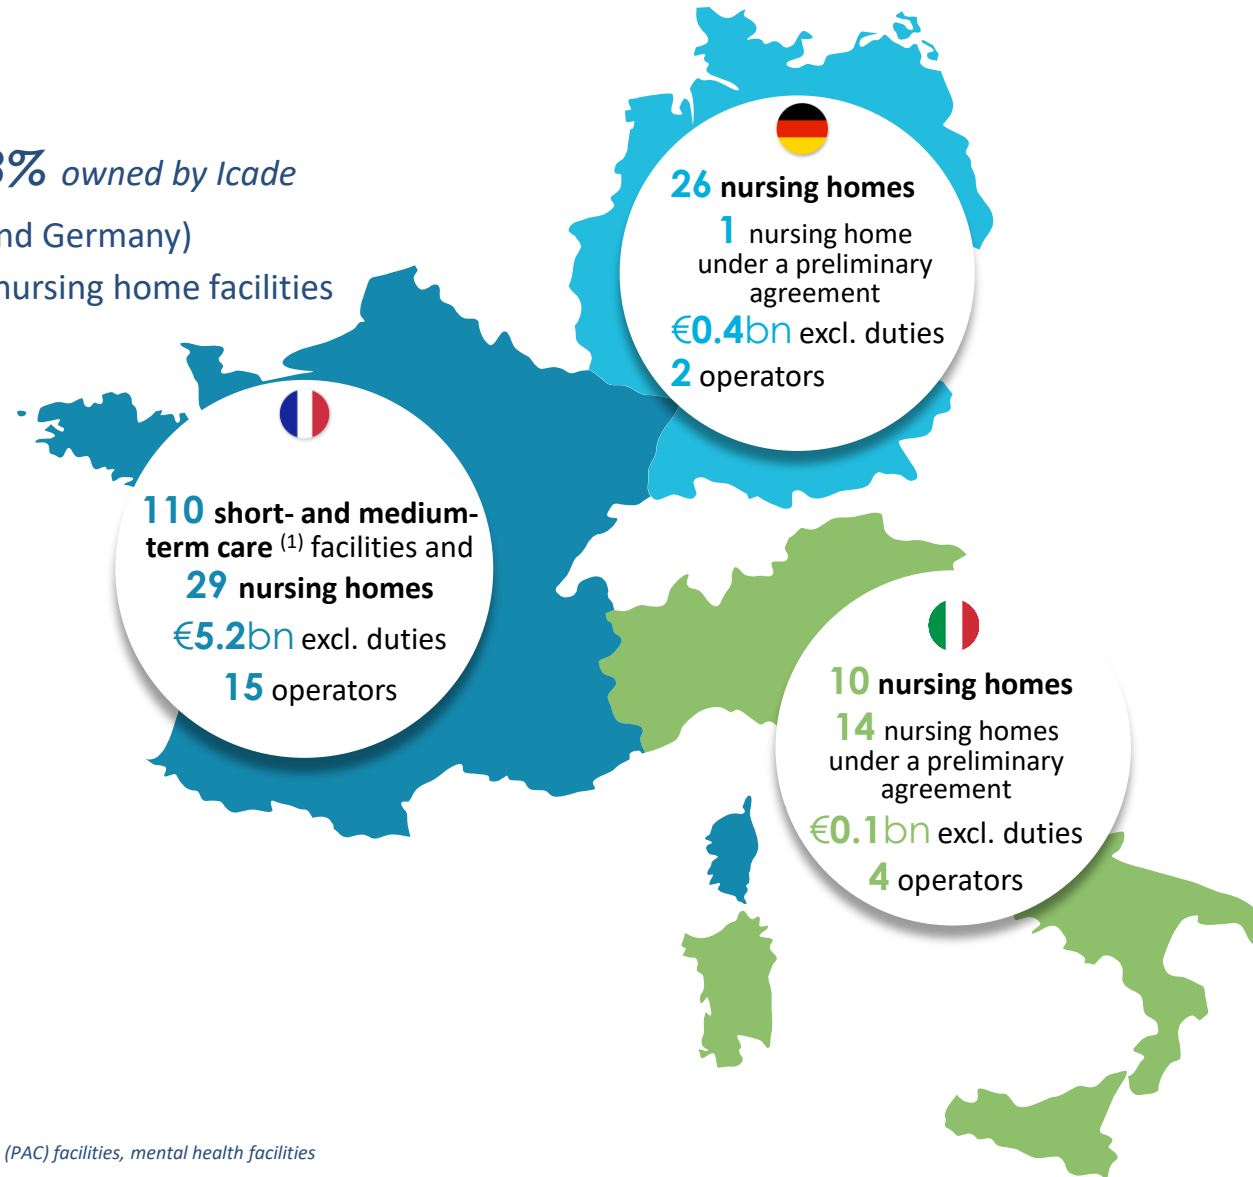 % owned by Icade
nd Germany)
nursing home facilities
26 nursing homes
1 nursing home
under a preliminary
agreement
€0.4bn excl. duties
2 operators
110 short- and medium-
term care (1) facilities and
29 nursing homes
€5.2bn excl. duties
15 operators
10 nursing homes
14 nursing homes
under a preliminary
agreement
€0.1bn excl. duties
4 operators
(PAC) facilities, mental health facilities